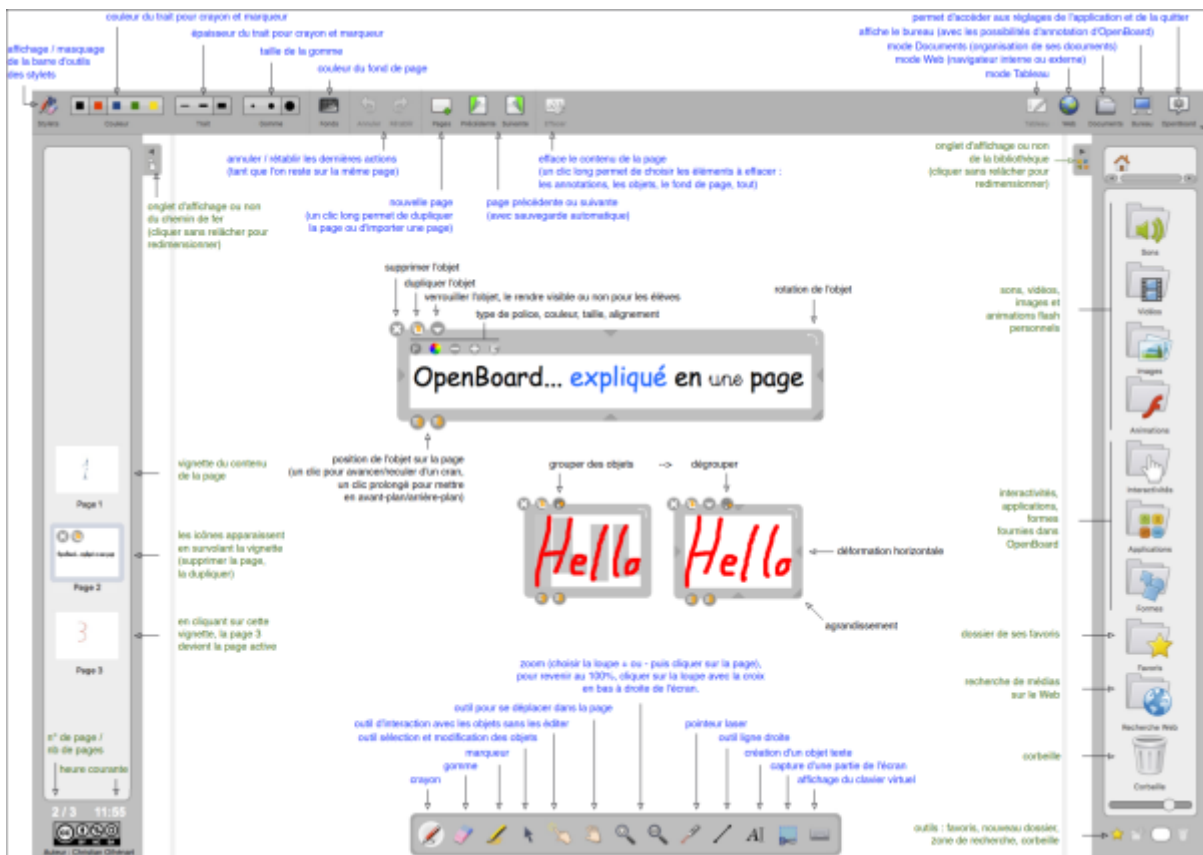 couleur du trait pour crayon et marqueur
épaisseur du trait pour crayon et marqueur
taille de la gomme
couleur du fond de page
affichage / masquage
de la barre d'outils
des stylets
permet d'accéder aux réglages de l'application et de la quitter
affiche le bureau (avec les possibilités d'annotation d'OpenBoard)
mode Documents (organisation de ses documents)
mode Web (navigateur interne ou externe)
mode Tableau
Stylets
Couleur
Trait
Gomme
Fonds
Annuler
Rétablir
Pages
Précédente
Suivante
Effacer
Tableau
Web
Documents
Bureau
OpenBoard
annuler / rétablir les dernières actions
(tant que l'on reste sur la même page)
efface le contenu de la page
(un clic long permet de choisir les éléments à effacer :
les annotations, les objets, le fond de page, tout)
nouvelle page
(un clic long permet de dupliquer
la page ou d'importer une page)
page précédente ou suivante
(avec sauvegarde automatique)
onglet d'affichage ou non
du chemin de fer
(cliquer sans relâcher pour
redimensionner)
onglet d'affichage ou non
de la bibliothèque
(cliquer sans relâcher pour
redimensionner)
supprimer l'objet
dupliquer l'objet
verrouiller l'objet, le rendre visible ou non pour les élèves
type de police, couleur, taille, alignement
rotation de l'objet
OpenBoard... expliqué en une page
position de l'objet sur la page
(un clic pour avancer/reculer d'un cran,
un clic prolongé pour mettre
en avant-plan/arrière-plan)
grouper des objets
->
dégrouper
Hello
Hello
déformation horizontale
agrandissement
1
Page 1
vignette du contenu
de la page
Page 2
les icônes apparaissent
en survolant la vignette
(supprimer la page,
la dupliquer)
3
Page 3
en cliquant sur cette
vignette, la page 3
devient la page active
n° de page /
nb de pages
heure courante
2 / 3
11:55
Auteur : Christian
sons, vidéos,
images et
animations flash
personnels
interactivités,
applications,
formes
fournies dans
OpenBoard
dossier de ses favoris
recherche de médias
sur le Web
corbeille
outils : favoris, nouveau dossier,
zone de recherche, corbeille
Sons
Vidéos
Images
Animations
Interactivités
Applications
Formes
Favoris
Recherche Web
Corbeille
zoom (choisir la loupe + ou - puis cliquer sur la page),
pour revenir au 100%, cliquer sur la loupe avec la croix
en bas à droite de l'écran.
outil pour se déplacer dans la page
outil d'interaction avec les objets sans les éditer
outil sélection et modification des objets
marqueur
gomme
crayon
pointeur laser
outil ligne droite
création d'un objet texte
capture d'une partie de l'écran
affichage du clavier virtuel